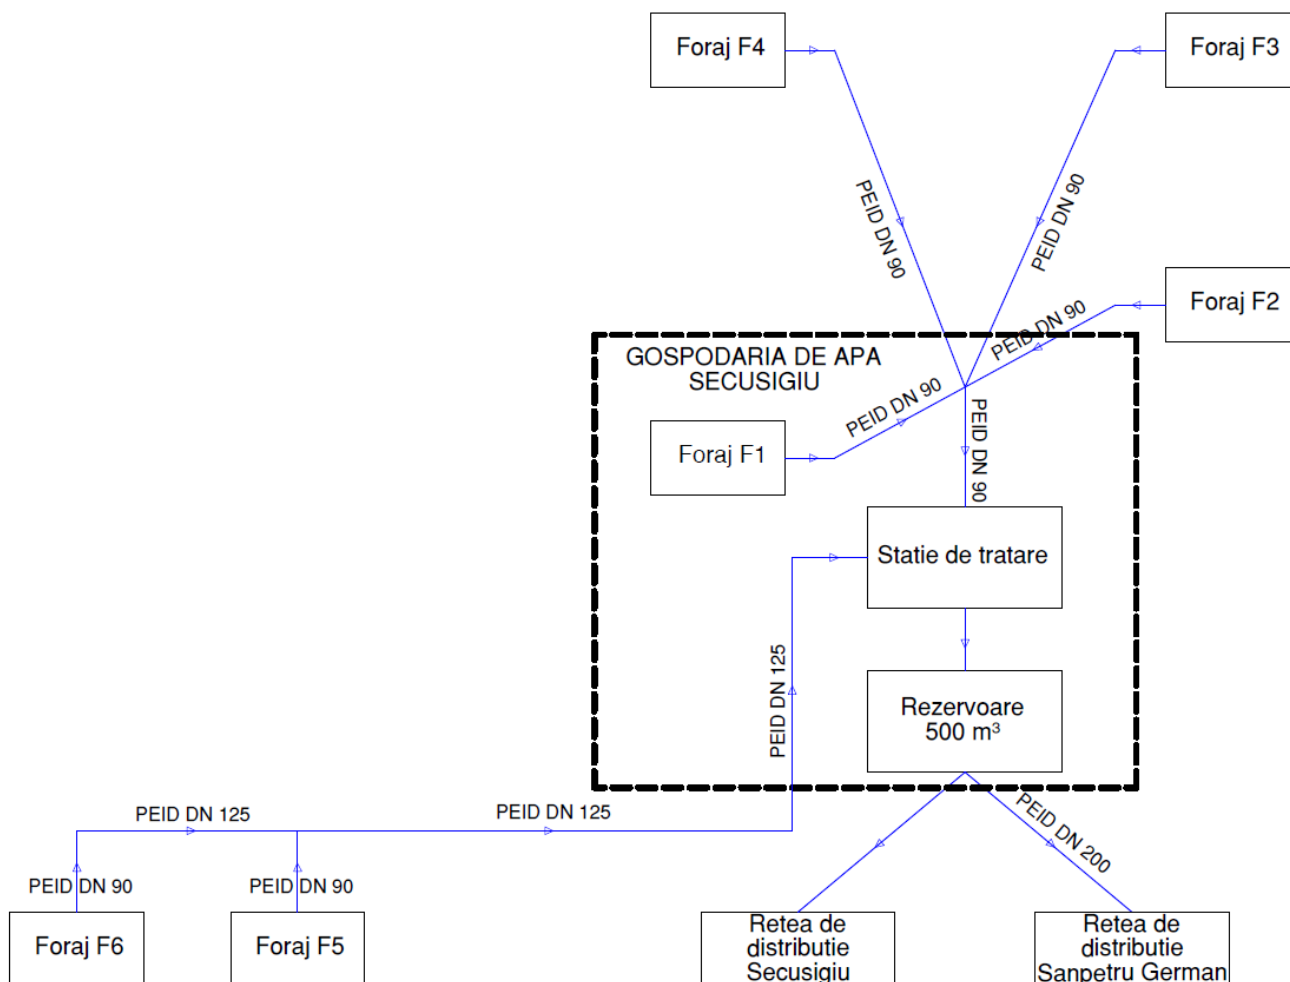 Foraj F4
Foraj F3
PEID DN 90
PEID DN 90
Foraj F2
PEID DN 90
GOSPODARIA DE APA
SECUSIGIU
PEID DN 90
PEID DN 90
Foraj F1
Statie de tratare
PEID DN 125
Rezervoare
500 m³
PEID DN 125
PEID DN 125
PEID DN 200
PEID DN 90
PEID DN 90
Foraj F6
Foraj F5
Retea de
distributie
Secusigiu
Retea de
distributie
Sanpetru German